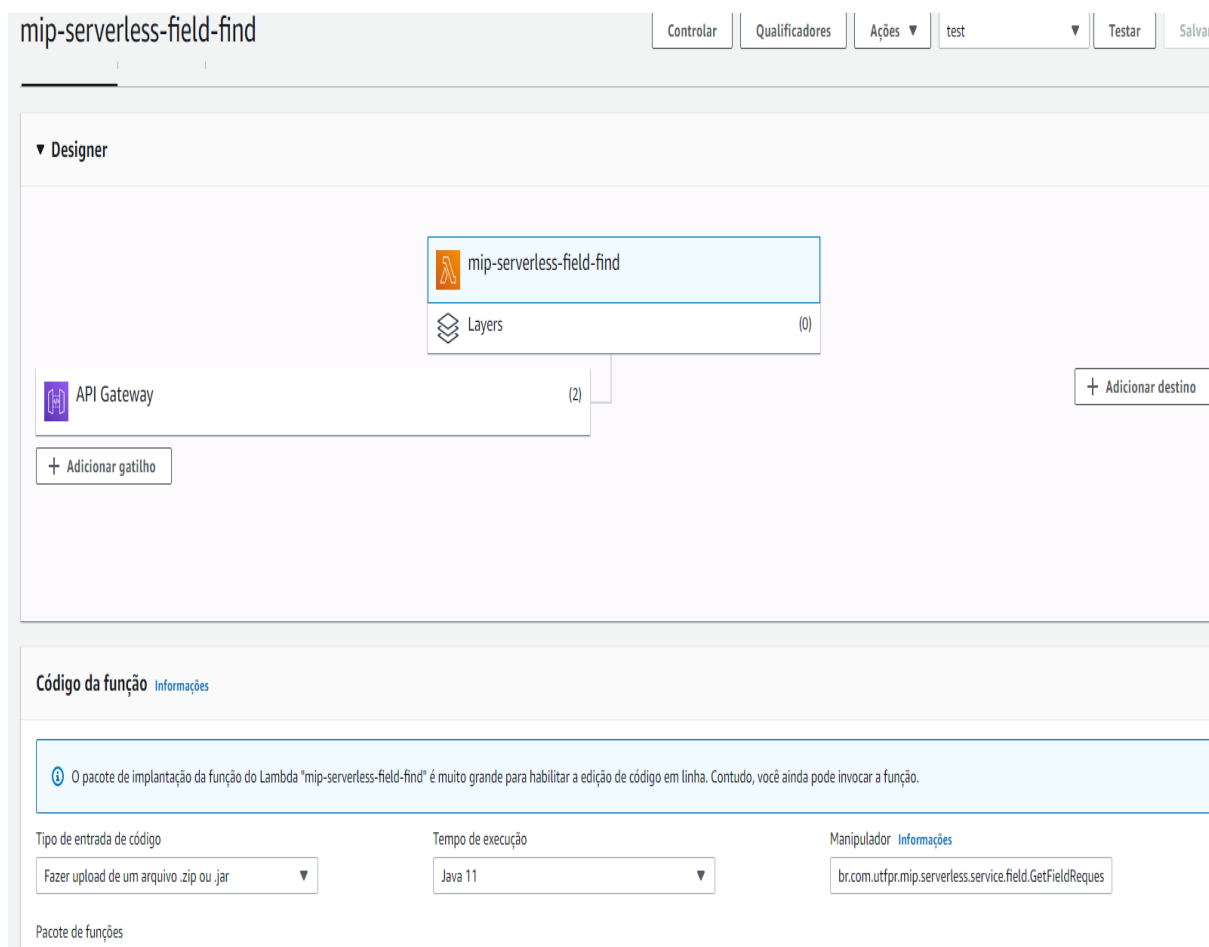 mip-serverless-field-find
Controlar Qualificadores Ações ▼ test ▼ Testar Salvar
▼ Designer
mip-serverless-field-find
Layers (0)
API Gateway (2)
+ Adicionar destino
+ Adicionar gatilho
Código da função Informações
O pacote de implantação da função do Lambda "mip-serverless-field-find" é muito grande para habilitar a edição de código em linha. Contudo, você ainda pode invocar a função.
Tipo de entrada de código Tempo de execução Manipulador Informações
Fazer upload de um arquivo .zip ou .jar ▼ Java 11 ▼ br.com.utfpr.mip.serverless.service.field.GetFieldReques
Pacote de funções